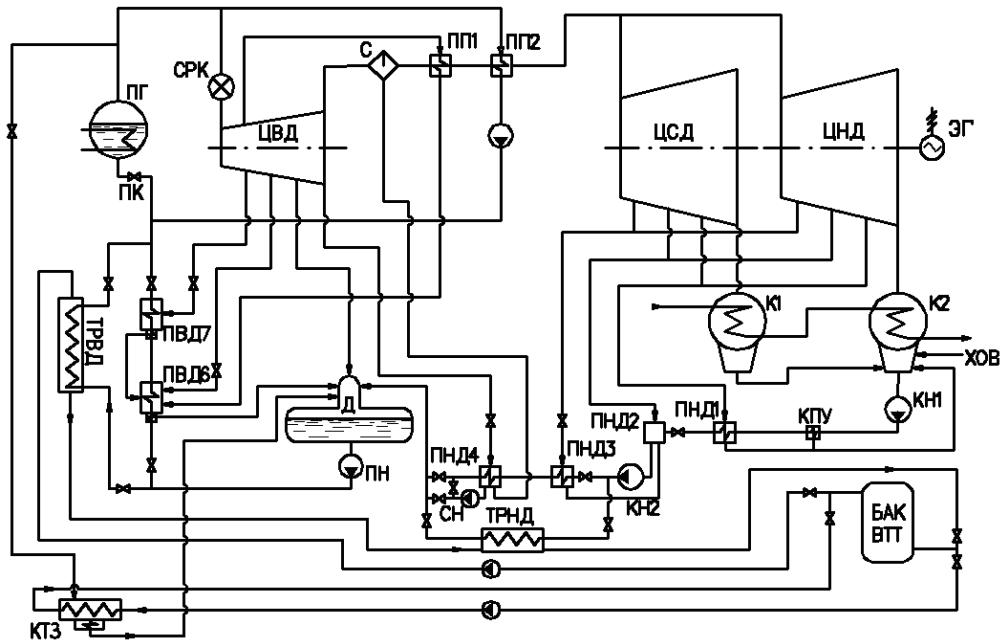 ПП1
ПП2
С
СРК
ПГ
ЦВД
ЦСД
ЦНД
ЭГ
ПК
К1
К2
ТРВД
ПВД7
ХОВ
ПВД6
Д
КН1
ПНД2
ПНД1
КПУ
ПН
ПНД4
ПНД3
СН
КН2
ТРНД
БАК
ВТТ
КТЗ